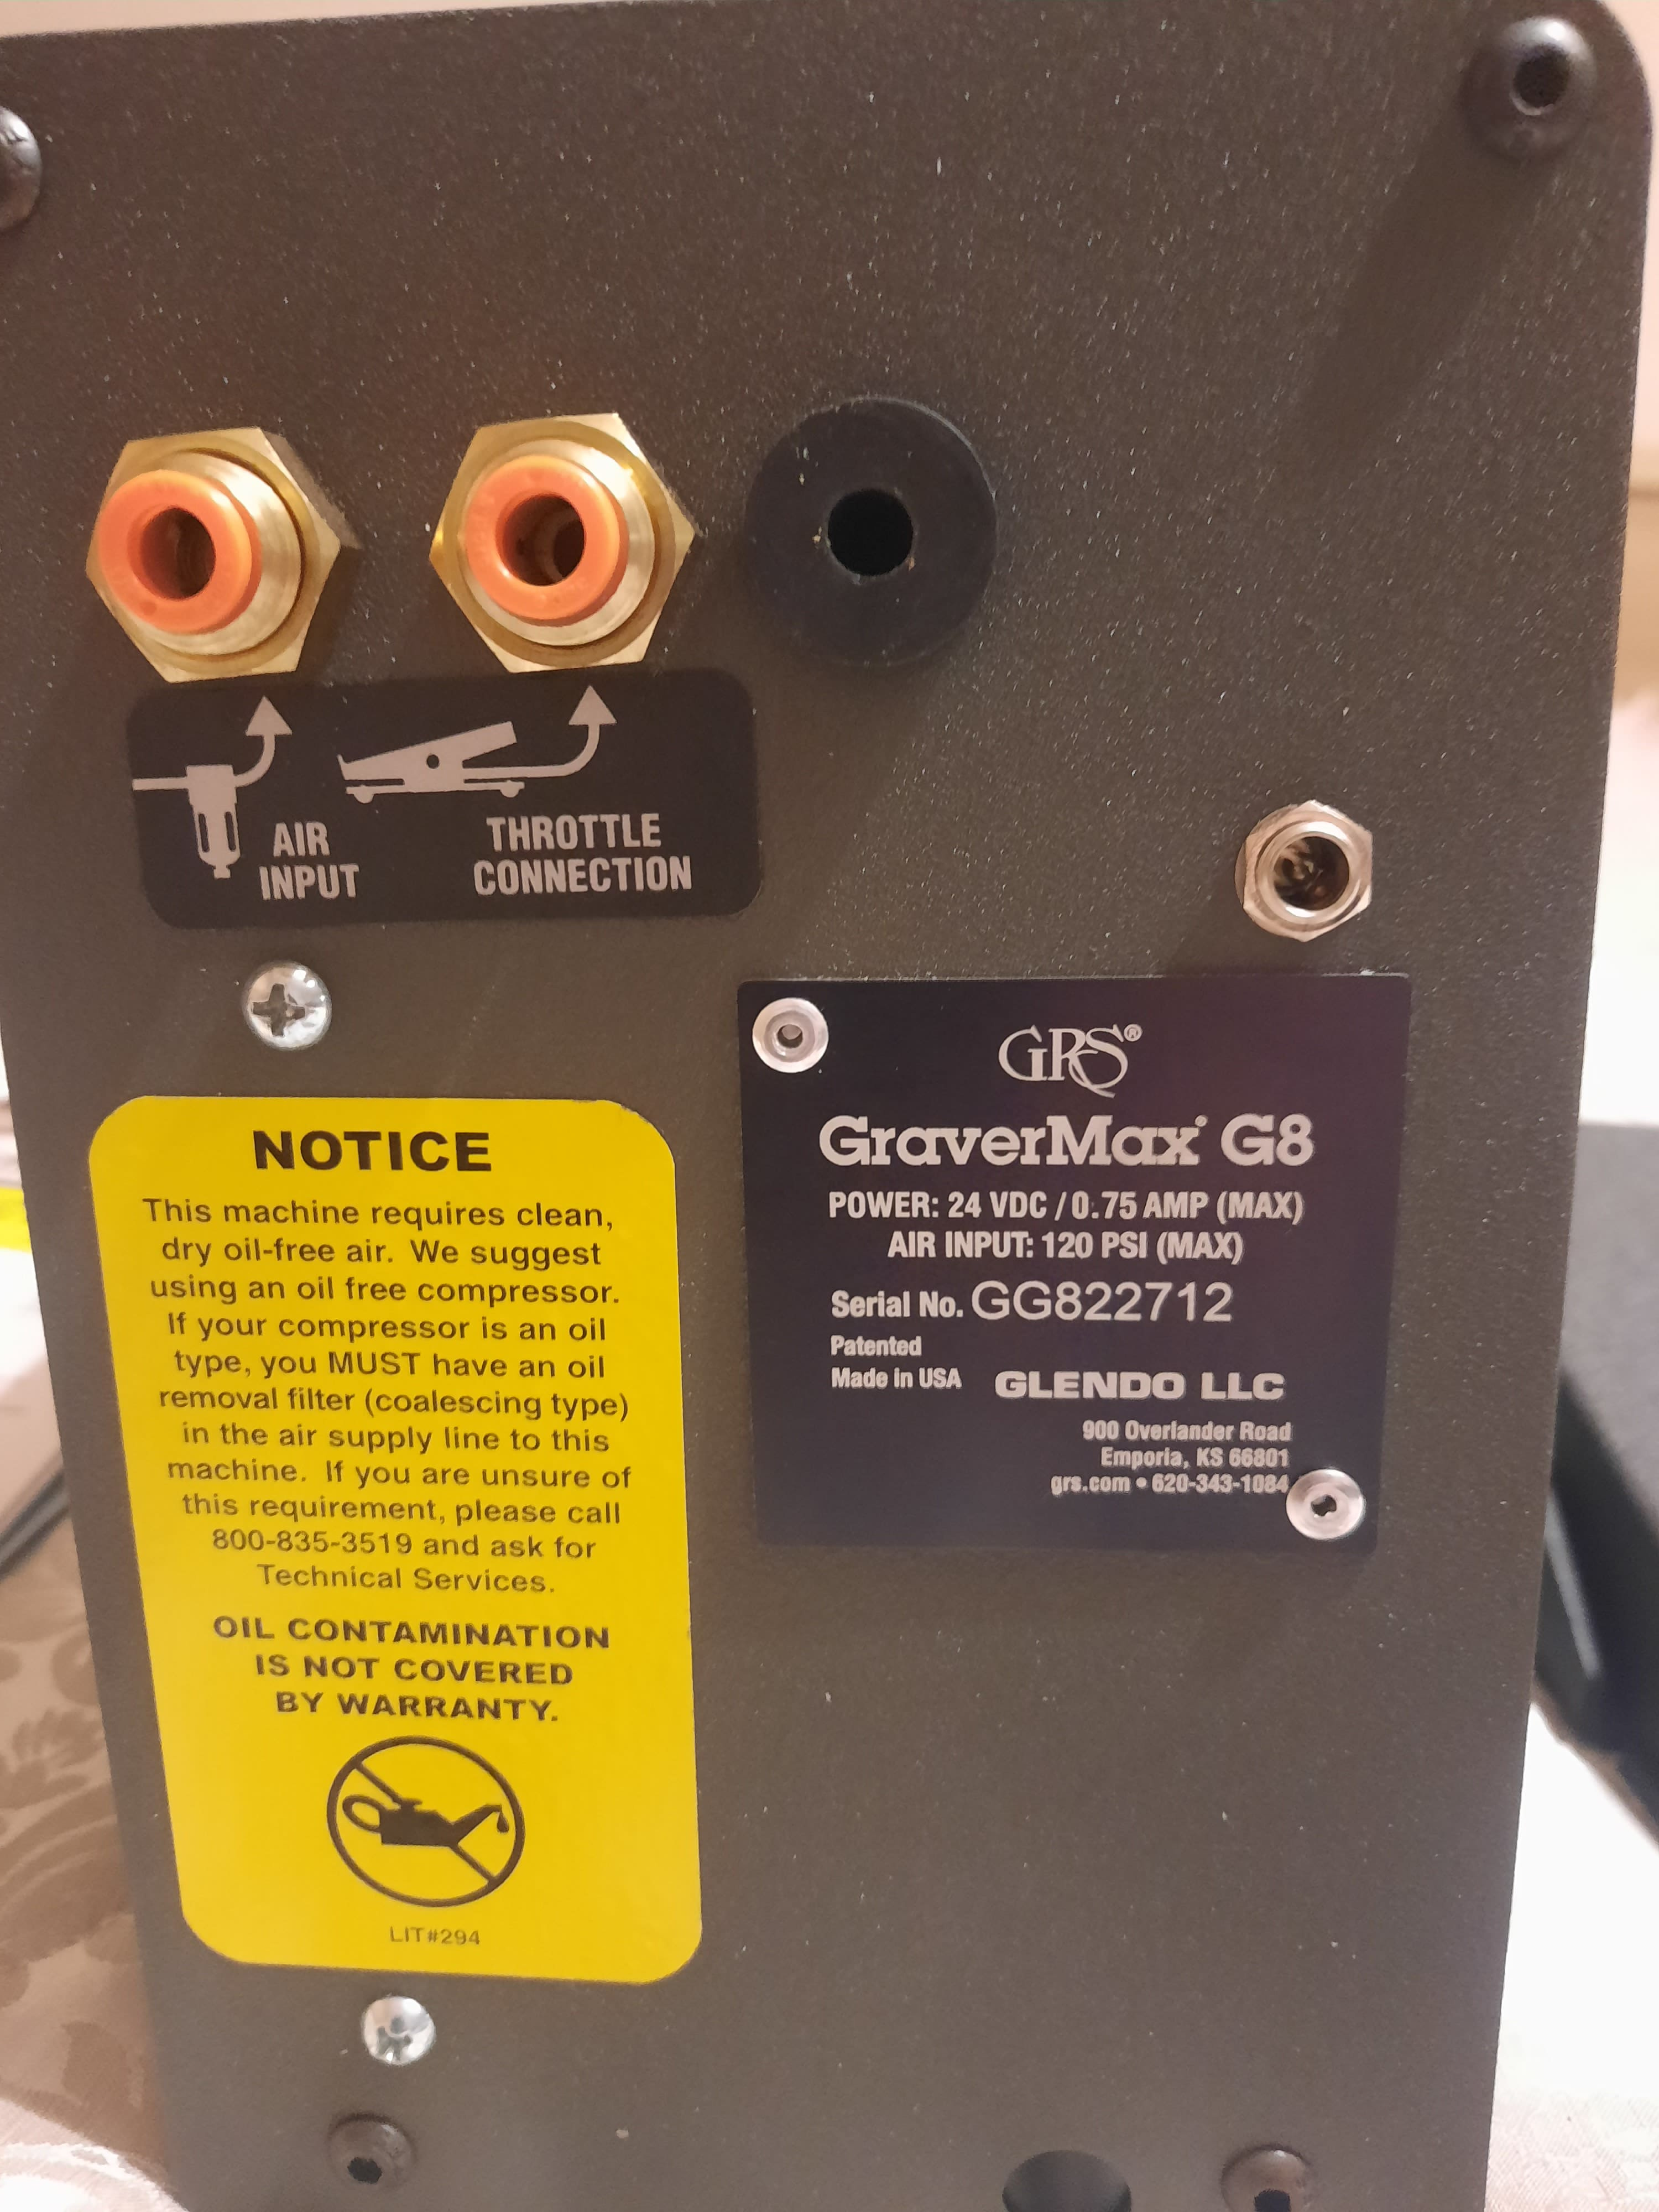 AIR
INPUT
THROTTLE
CONNECTION
NOTICE
This machine requires clean,
dry oil-free air. We suggest
using an oil free compressor.
If your compressor is an oil
type, you MUST have an oil
removal filter (coalescing type)
in the air supply line to this
machine. If you are unsure of
this requirement, please call
800-835-3519 and ask for
Technical Services.
OIL CONTAMINATION
IS NOT COVERED
BY WARRANTY.
LIT#294
GRS®
GraverMax® G8
POWER: 24 VDC / 0.75 AMP (MAX)
AIR INPUT: 120 PSI (MAX)
Serial No. GG822712
Patented
Made in USA GLENDO LLC
900 Overlander Road
Emporia, KS 66801
grs.com • 620-343-1084